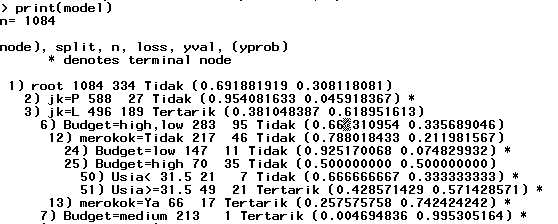 > print(model)
n= 1084
node), split, n, loss, yval, (yprob)
* denotes terminal node
1) root 1084 334 Tidak (0.691881919 0.308118081)
2) jk=P 588 27 Tidak (0.954081633 0.045918367) *
3) jk=L 496 189 Tertarik (0.381048387 0.618951613)
6) Budget=high,low 283 95 Tidak (0.664310954 0.335689046)
12) merokok=Tidak 217 46 Tidak (0.788018433 0.211981567)
24) Budget=low 147 11 Tidak (0.925170068 0.074829932) *
25) Budget=high 70 35 Tidak (0.500000000 0.500000000)
50) Usia< 31.5 21 7 Tidak (0.666666667 0.333333333) *
51) Usia>=31.5 49 21 Tertarik (0.428571429 0.571428571) *
13) merokok=Ya 66 17 Tertarik (0.257575758 0.742424242) *
7) Budget=medium 213 1 Tertarik (0.004694836 0.995305164) *